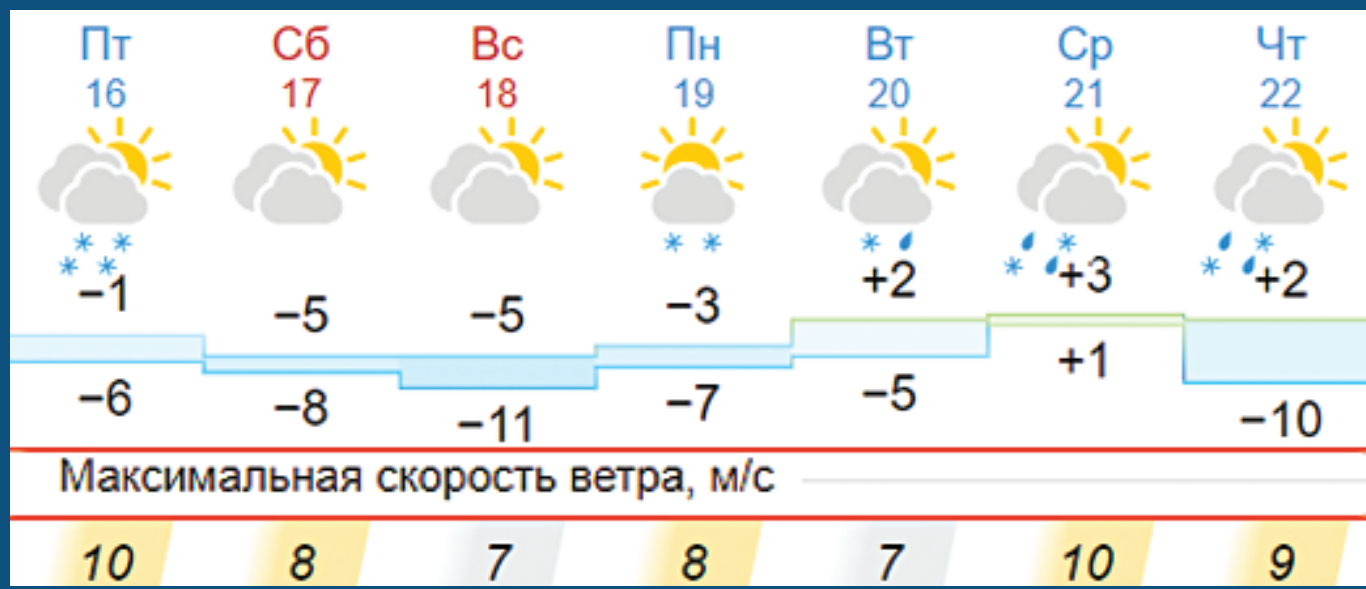 Пт Сб Вс Пн Вт Ср Чт
16 17 18 19 20 21 22
−1 −5 −5 −3 +2 +3 +2
−6 −8 −11 −7 −5 +1 −10
Максимальная скорость ветра, м/с
10 8 7 8 7 10 9